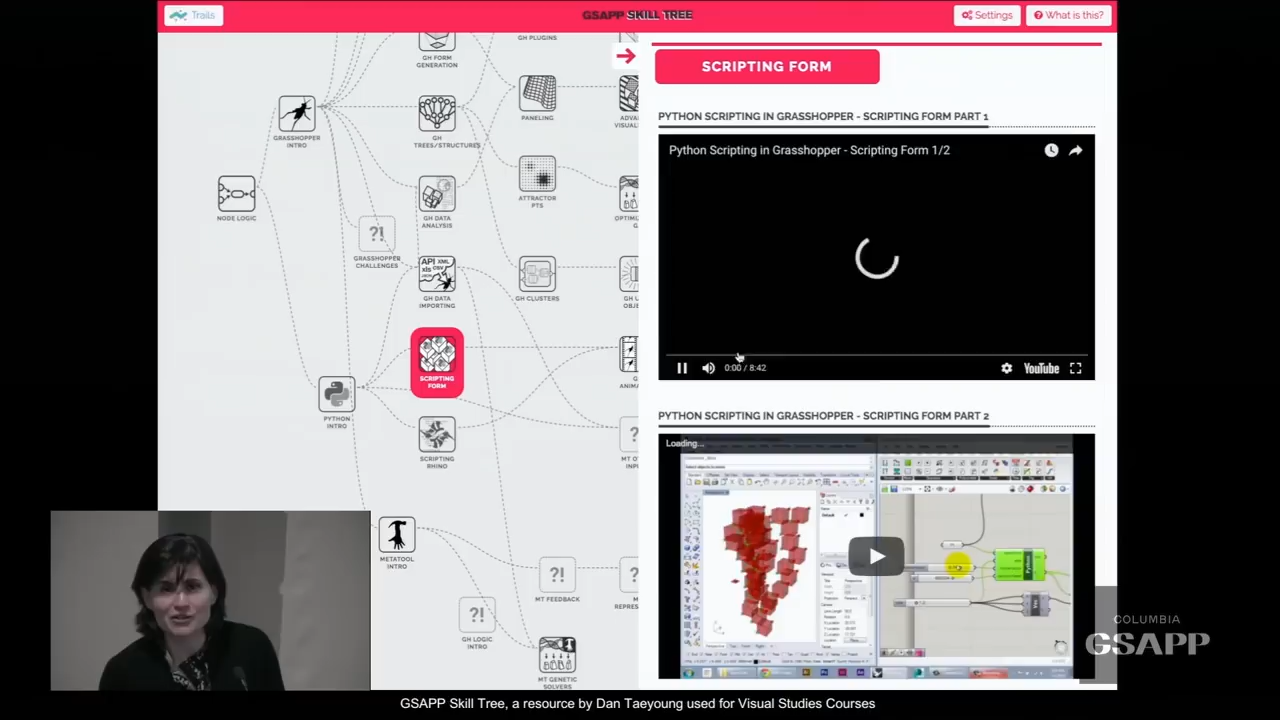 Trails
GSAPP SKILL TREE
Settings
What is this?
GH PLUGINS
GH FORM
GENERATION
GRASSHOPPER
INTRO
GH
TREES/STRUCTURES
PANELING
NODE LOGIC
GH DATA
ANALYSIS
ATTRACTOR
PTS
?!
GRASSHOPPER
CHALLENGES
API XML
xls CSV
GH DATA
IMPORTING
GH CLUSTERS
SCRIPTING
FORM
PYTHON
INTRO
SCRIPTING
RHINO
METATOOL
INTRO
?!
MT FEEDBACK
?!
GH LOGIC
INTRO
MT GENETIC
SOLVERS
SCRIPTING FORM
PYTHON SCRIPTING IN GRASSHOPPER - SCRIPTING FORM PART 1
Python Scripting in Grasshopper - Scripting Form 1/2
0:00 / 8:42
YouTube
PYTHON SCRIPTING IN GRASSHOPPER - SCRIPTING FORM PART 2
Loading...
Python
COLUMBIA
GSAPP
GSAPP Skill Tree, a resource by Dan Taeyoung used for Visual Studies Courses